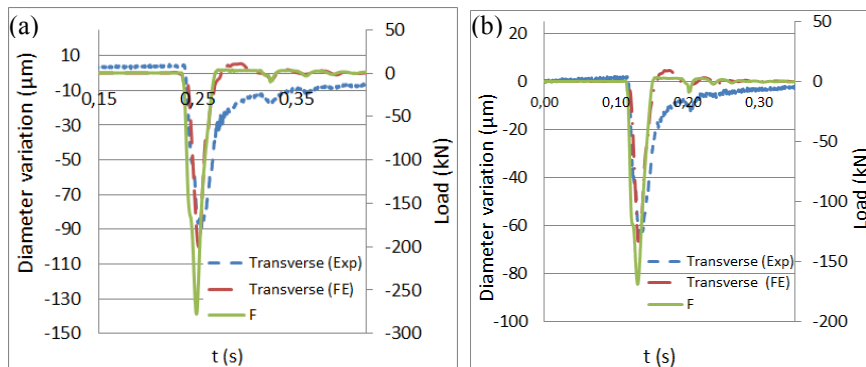 (a)
Diameter variation (µm)
10
-10
-30
-50
-70
-90
-110
-130
-150
0,15
0,25
0,35
50
0
-50
-100
-150
-200
-250
-300
Load (kN)
Transverse (Exp)
Transverse (FE)
F
t (s)
(b)
Diameter variation (µm)
20
0
-20
-40
-60
-80
-100
0,00
0,10
0,20
0,30
50
0
-50
-100
-150
-200
Load (kN)
Transverse (Exp)
Transverse (FE)
F
t (s)